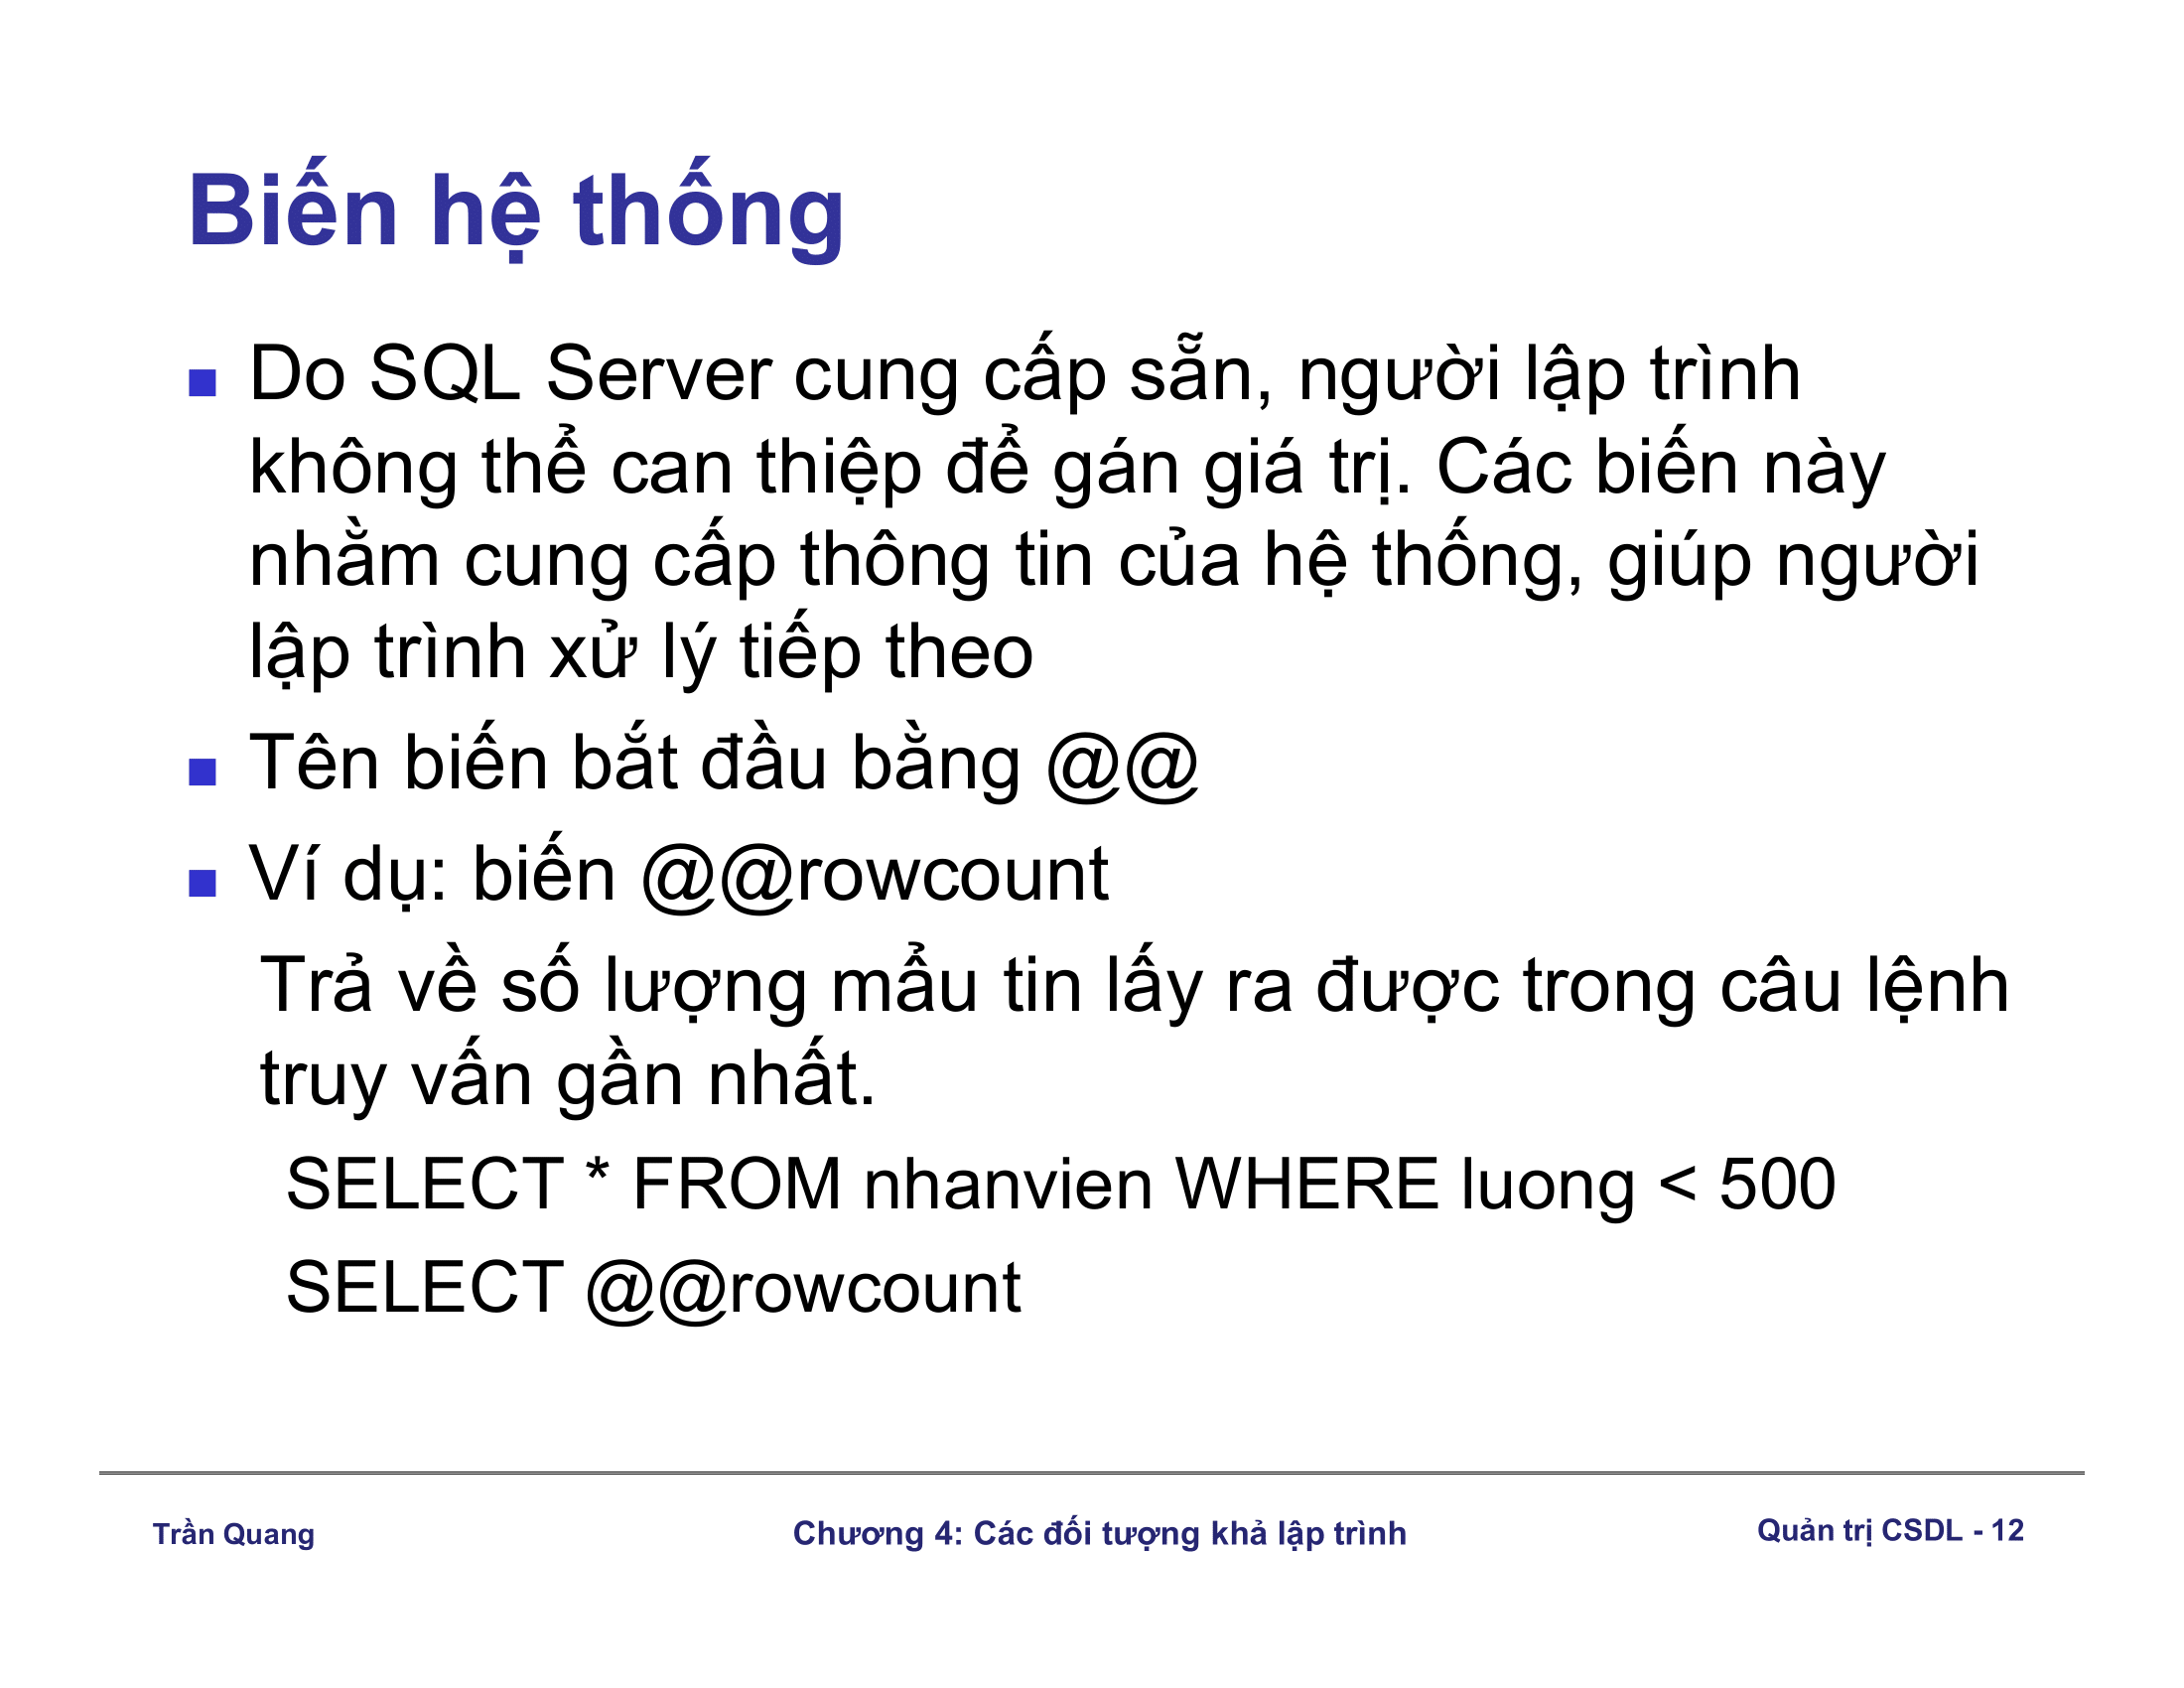 Biến hệ thống
Do SQL Server cung cấp sẵn, người lập trình
không thể can thiệp để gán giá trị. Các biến này
nhằm cung cấp thông tin của hệ thống, giúp người
lập trình xử lý tiếp theo
Tên biến bắt đầu bằng @@
Ví dụ: biến @@rowcount
Trả về số lượng mẩu tin lấy ra được trong câu lệnh
truy vấn gần nhất.
SELECT * FROM nhanvien WHERE luong < 500
SELECT @@rowcount
Trần Quang
Chương 4: Các đối tượng khả lập trình
Quản trị CSDL - 12